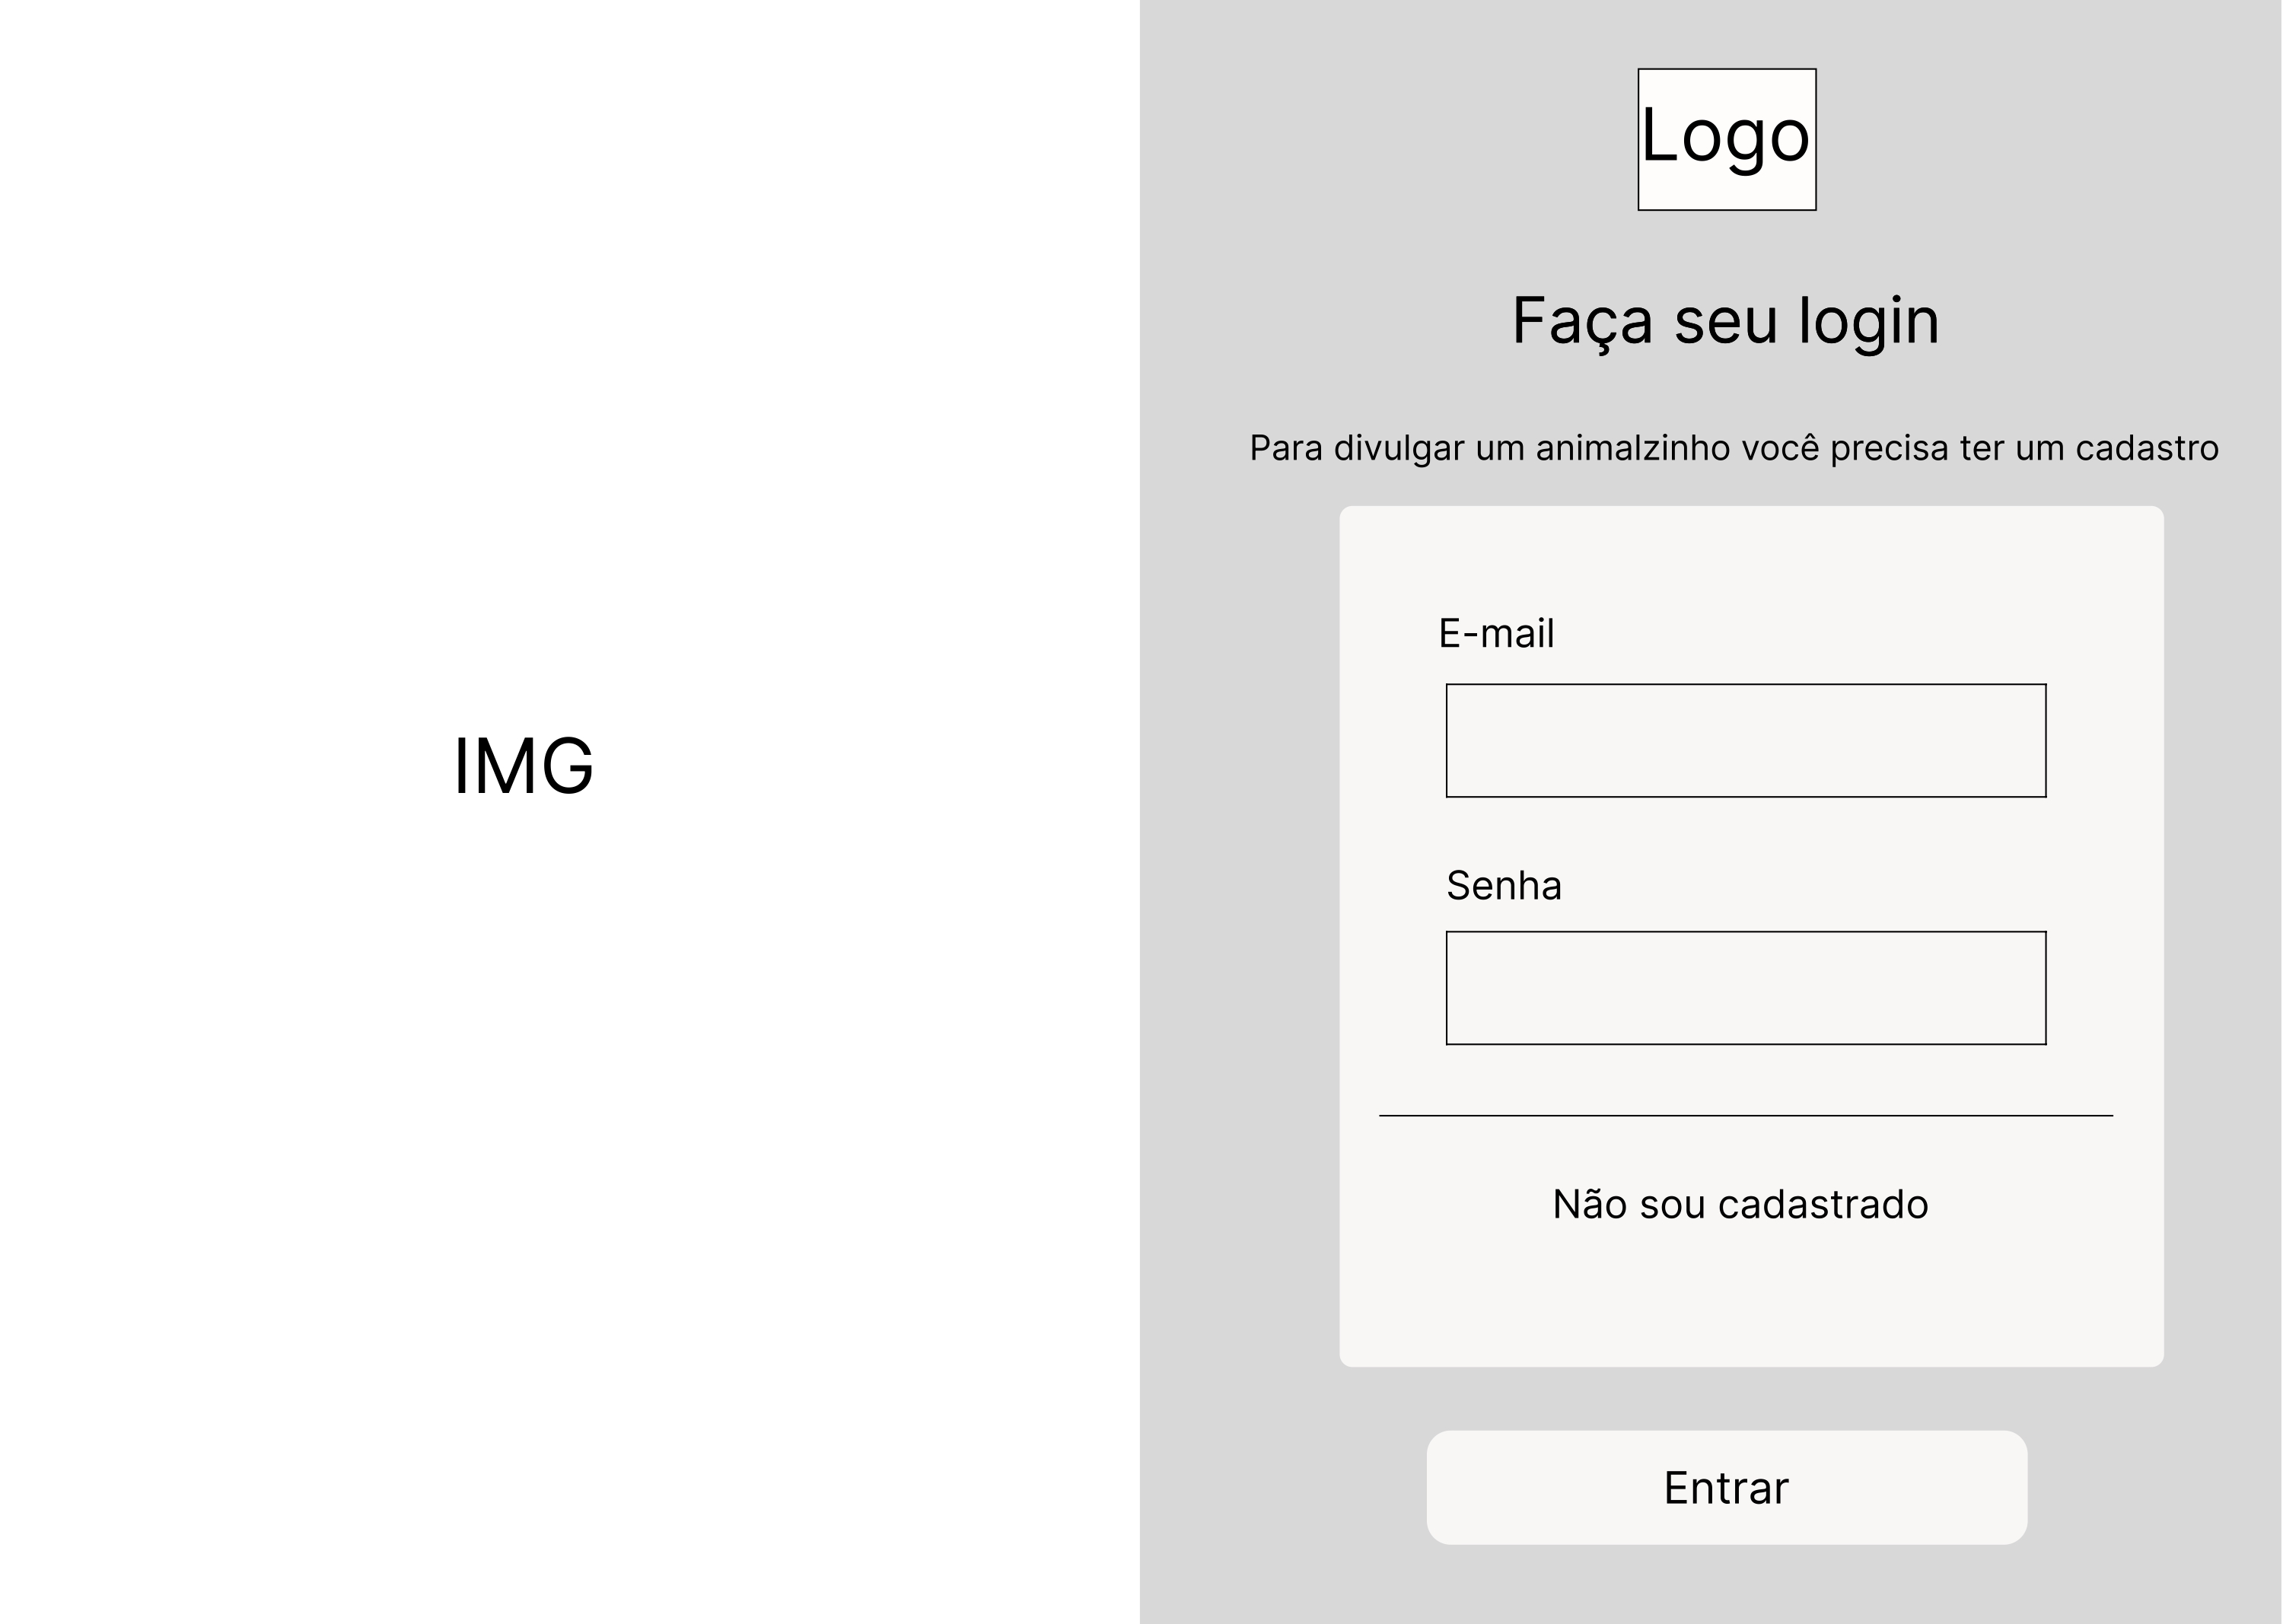 IMG
Logo
Faça seu login
Para divulgar um animalzinho você precisa ter um cadastro
E-mail
Senha
Não sou cadastrado
Entrar